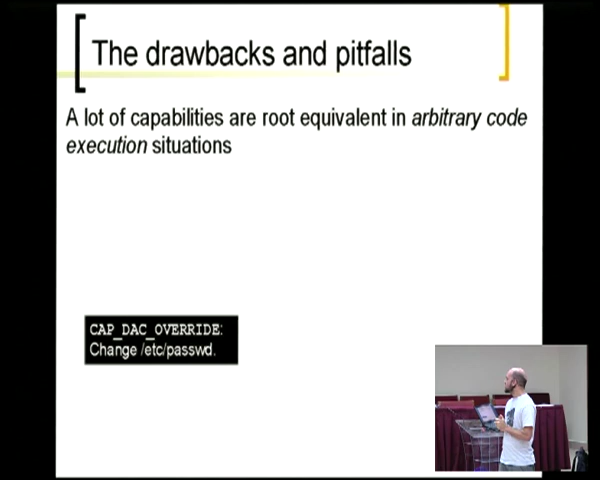 The drawbacks and pitfalls
A lot of capabilities are root equivalent in arbitrary code
execution situations
CAP_DAC_OVERRIDE:
Change /etc/passwd.